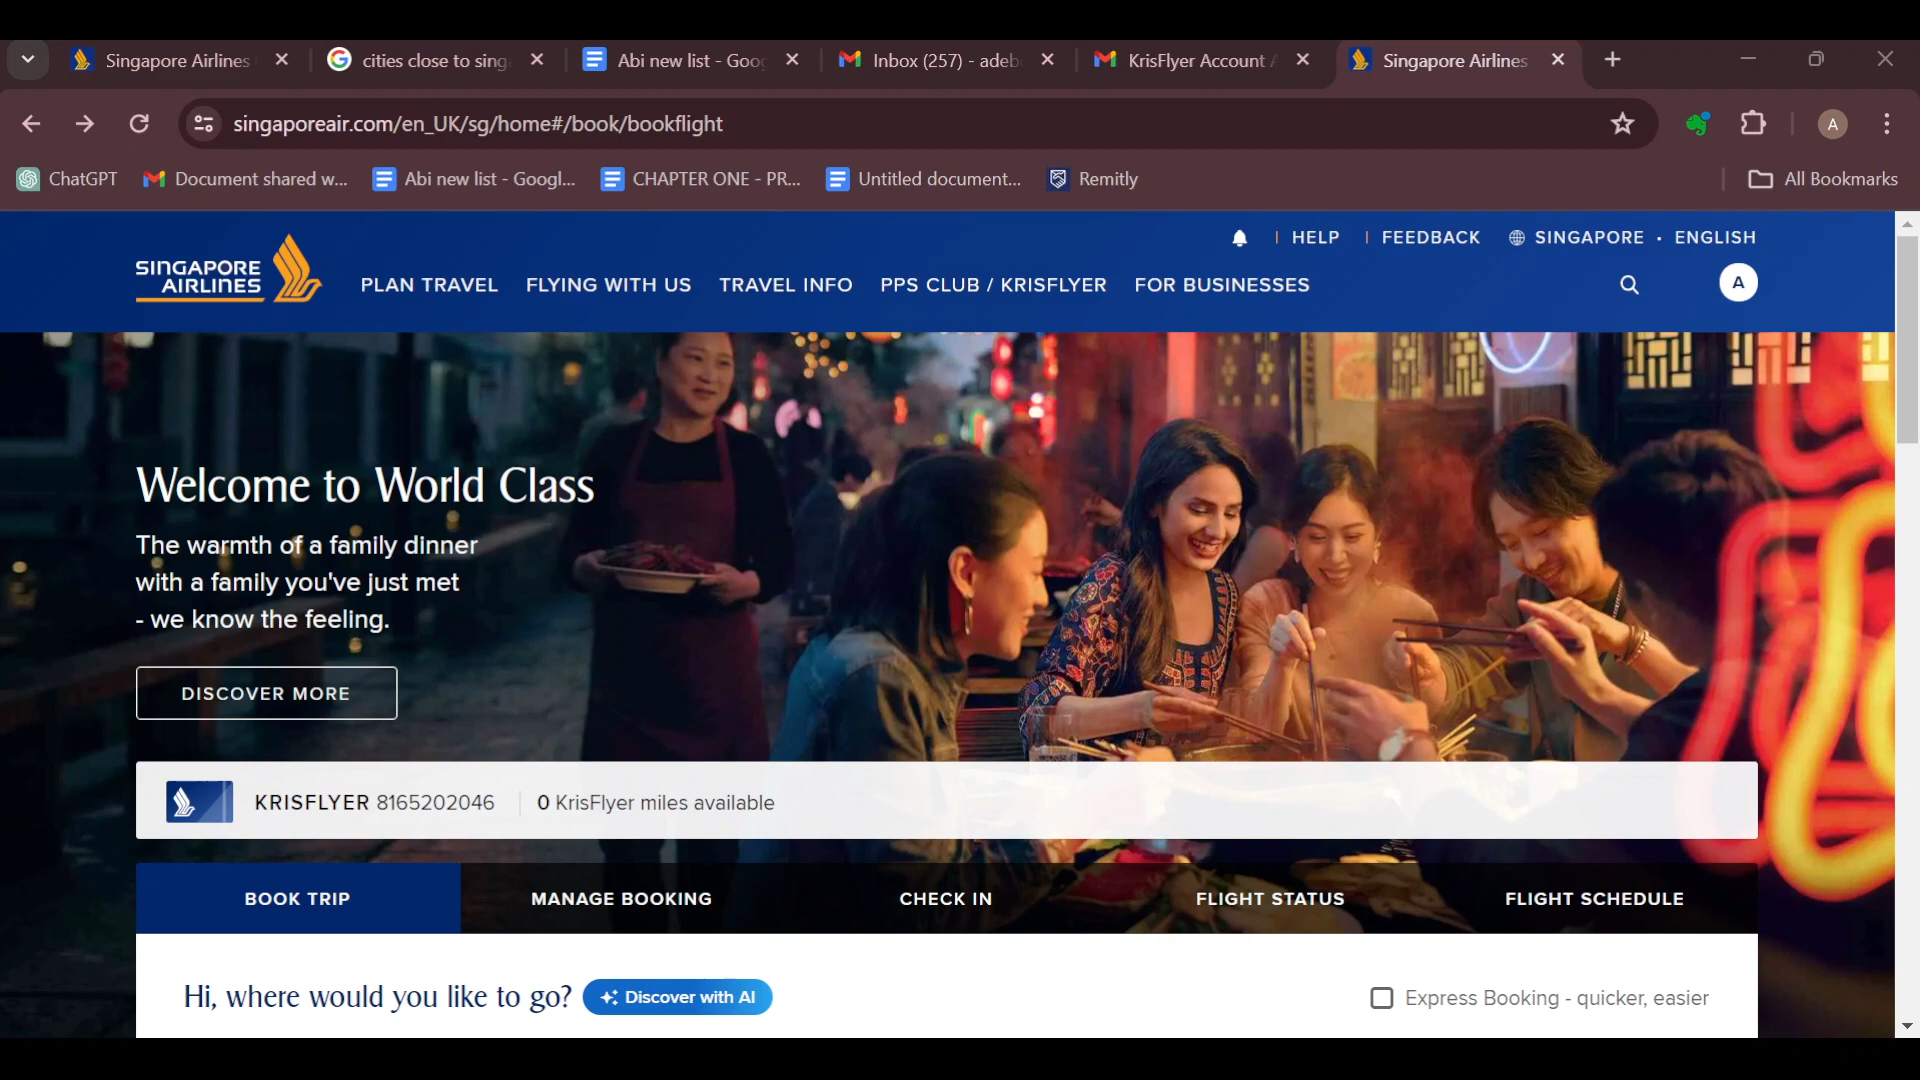 Singapore Airlines
cities close to sing
Abi new list - Goog
Inbox (257) - adeb
KrisFlyer Account A
Singapore Airlines
singaporeair.com/en_UK/sg/home#/book/bookflight
A
ChatGPT
Document shared w...
Abi new list - Googl...
CHAPTER ONE - PR...
Untitled document...
Remitly
All Bookmarks
HELP
FEEDBACK
SINGAPORE • ENGLISH
SINGAPORE
AIRLINES
PLAN TRAVEL
FLYING WITH US
TRAVEL INFO
PPS CLUB / KRISFLYER
FOR BUSINESSES
A
Welcome to World Class
The warmth of a family dinner
with a family you've just met
- we know the feeling.
DISCOVER MORE
KRISFLYER 8165202046
0 KrisFlyer miles available
BOOK TRIP
MANAGE BOOKING
CHECK IN
FLIGHT STATUS
FLIGHT SCHEDULE
Hi, where would you like to go?
Discover with AI
Express Booking - quicker, easier